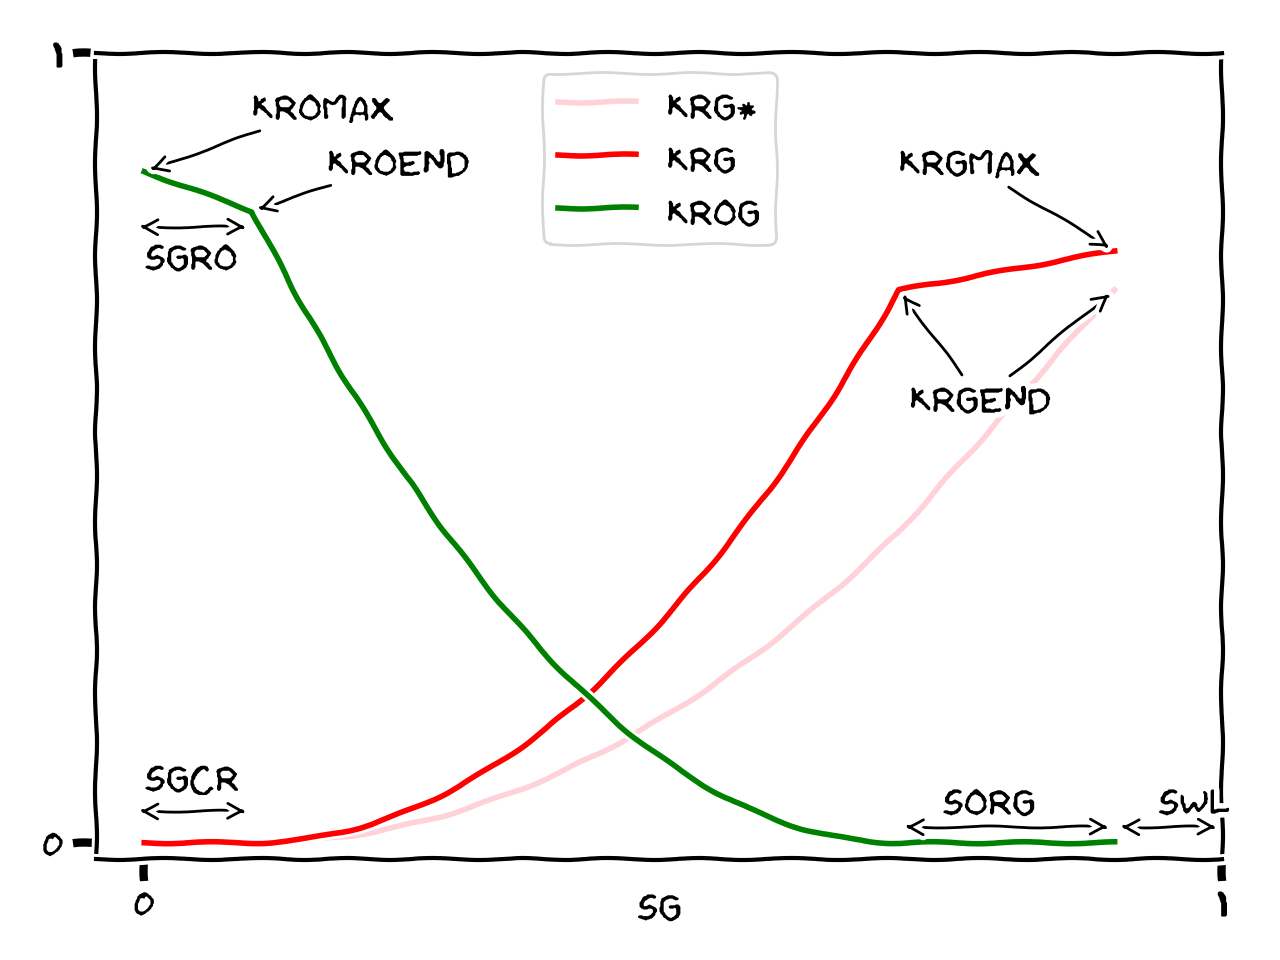 1
KROMAX
KROEND
KRG*
KRG
KROG
KRGMAX
SGRO
KRGEND
SGCR
SORG
SWL
0
0
SG
1